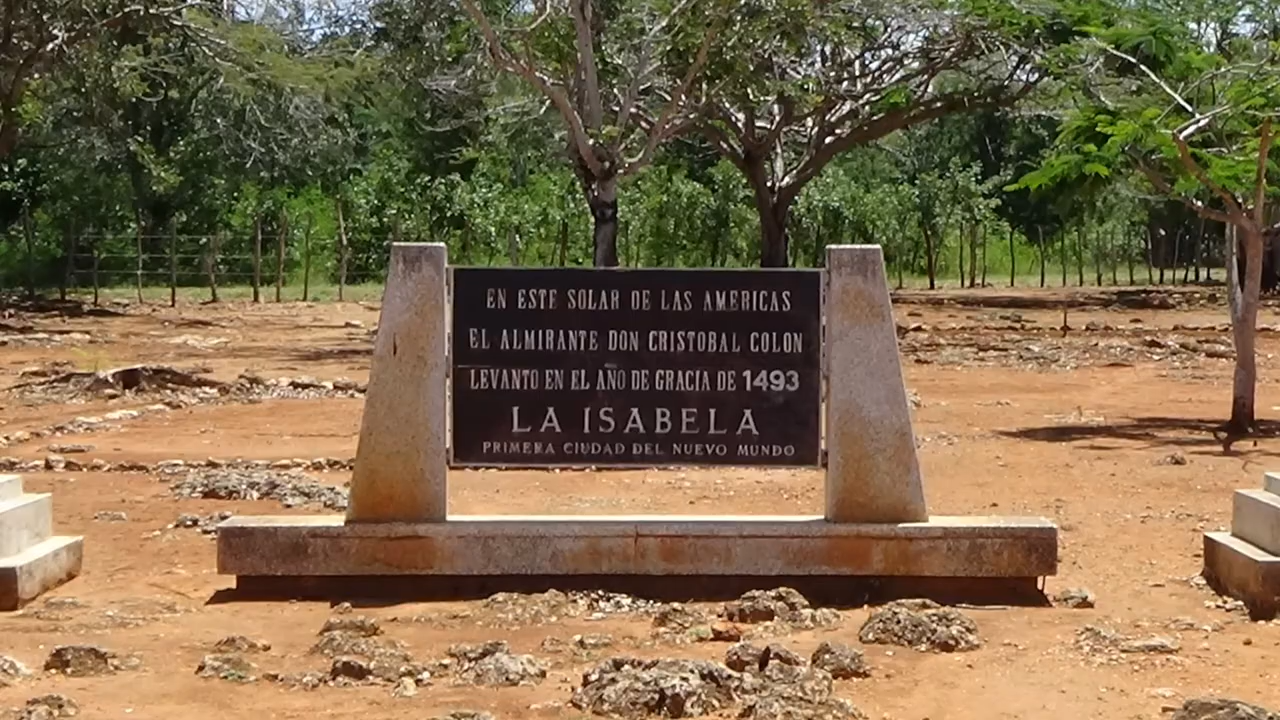 EN ESTE SOLAR DE LAS AMERICAS
EL ALMIRANTE DON CRISTOBAL COLON
LEVANTO EN EL AÑO DE GRACIA DE 1493
LA ISABELA
PRIMERA CIUDAD DEL NUEVO MUNDO